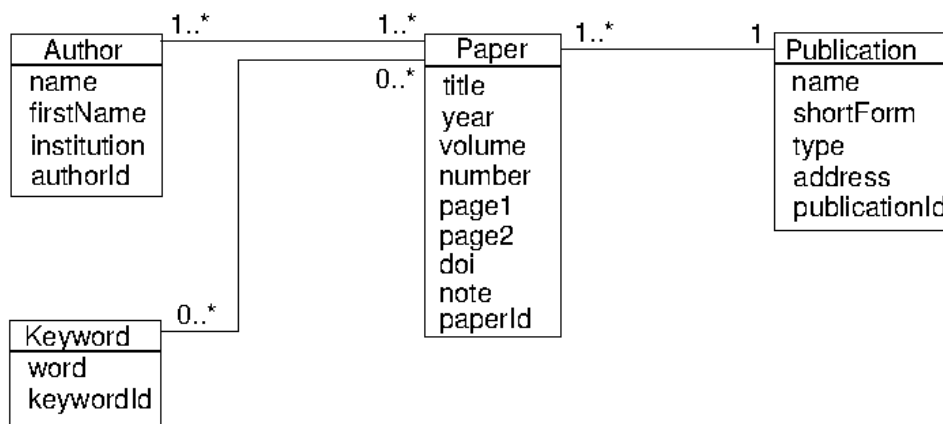 Author
name
firstName
institution
authorId
1..*
1..*
0..*
Paper
title
year
volume
number
page1
page2
doi
note
paperId
1..*
1
Publication
name
shortForm
type
address
publicationId
0..*
Keyword
word
keywordId